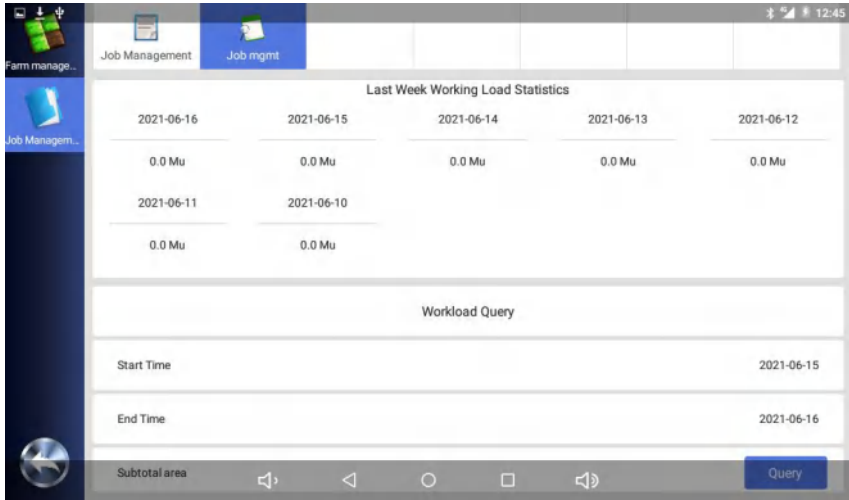 12:45
Farm manage..
Job Management
Job mgmt
Job Managem..
Last Week Working Load Statistics
2021-06-16 2021-06-15 2021-06-14 2021-06-13 2021-06-12
0.0 Mu 0.0 Mu 0.0 Mu 0.0 Mu 0.0 Mu
2021-06-11 2021-06-10
0.0 Mu 0.0 Mu
Workload Query
Start Time 2021-06-15
End Time 2021-06-16
Subtotal area Query